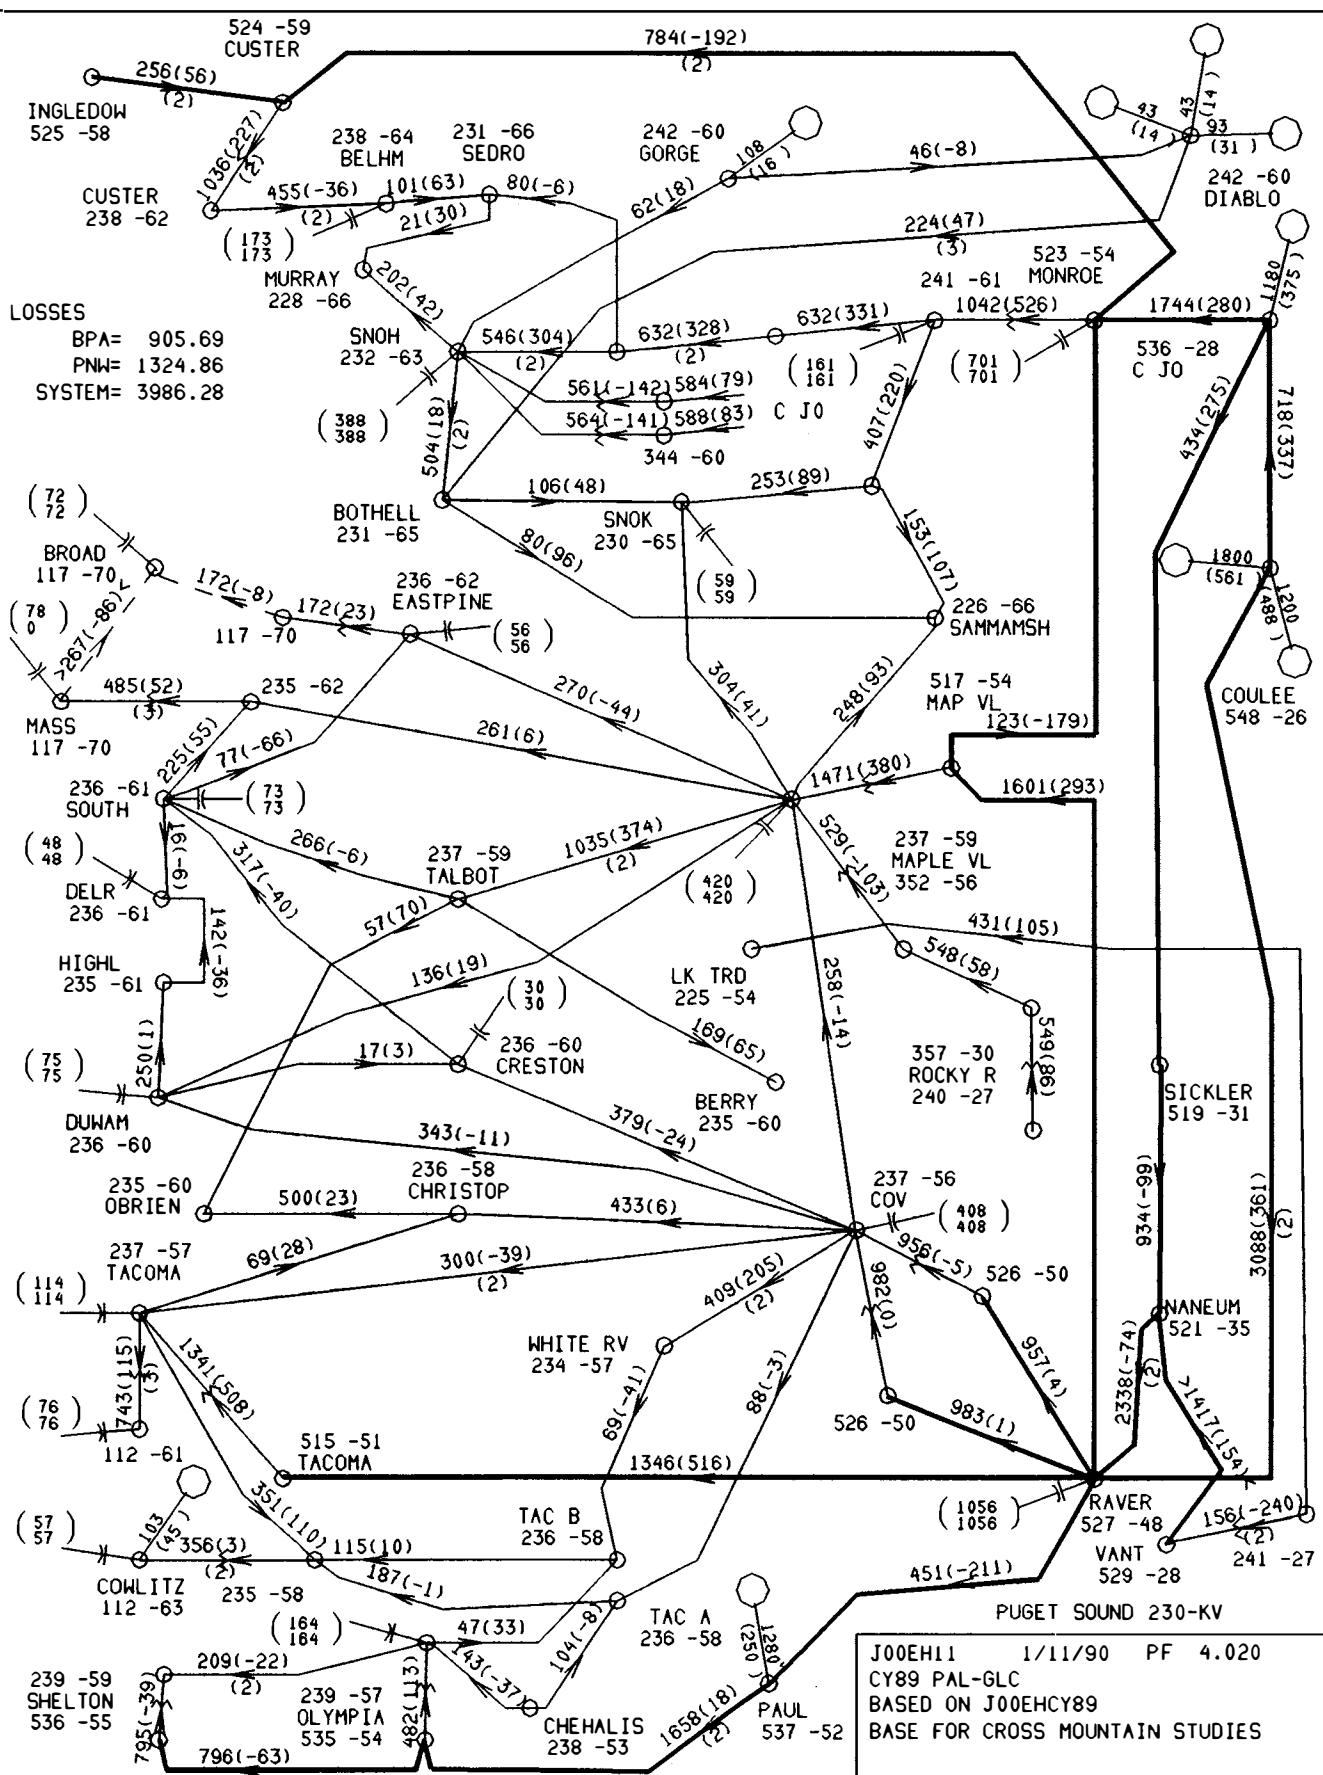 524 -59
CUSTER
784(-192)
(2)
256(56)
(2)
INGLEDOW
525 -58
1036(227)
(2)
238 -64
BELHM
231 -66
SEDRO
242 -60
GORGE
108
(16 )
43
(14 )
43
(14 )
93
(31 )
46(-8)
242 -60
DIABLO
CUSTER
238 -62
455(-36)
(2)
101(63)
80(-6)
62(18)
21(30)
224(47)
(3)
( 173 )
173
MURRAY
228 -66
202(42)
523 -54
MONROE
241 -61
1042(526)
1744(280)
1180
(375 )
LOSSES
BPA= 905.69
PNW= 1324.86
SYSTEM= 3986.28
SNOH
232 -63
546(304)
(2)
632(328)
(2)
632(331)
( 161 )
161
( 701 )
701
536 -28
C JO
561(-142)
584(79)
C JO
564(-141)
588(83)
344 -60
( 388 )
388
504(18)
(2)
407(220)
434(275)
718(337)
( 72 )
72
BOTHELL
231 -65
106(48)
SNOK
230 -65
253(89)
153(107)
80(96)
BROAD
117 -70
172(-8)
172(23)
117 -70
236 -62
EASTPINE
( 56 )
56
( 59 )
59
226 -66
SAMMAMSH
1800
(561 )
1200
(488 )
( 78 )
0
267(-86)
485(52)
(3)
235 -62
MASS
117 -70
270(-44)
304(41)
248(93)
517 -54
MAP VL
123(-179)
COULEE
548 -26
225(55)
77(-66)
261(6)
1471(380)
1601(293)
236 -61
SOUTH
( 73 )
73
16(-9)
266(-6)
317(-40)
237 -59
TALBOT
1035(374)
(2)
529(-103)
237 -59
MAPLE VL
352 -56
( 48 )
48
DELR
236 -61
( 420 )
420
142(-36)
57(70)
431(105)
HIGHL
235 -61
136(19)
LK TRD
225 -54
548(58)
258(-14)
( 30 )
30
250(1)
169(65)
549(86)
( 75 )
75
17(3)
236 -60
CRESTON
357 -30
ROCKY R
240 -27
BERRY
235 -60
SICKLER
519 -31
DUWAM
236 -60
343(-11)
379(-24)
236 -58
CHRISTOP
237 -56
COV
( 408 )
408
934(-99)
3088(361)
(2)
235 -60
OBRIEN
500(23)
433(6)
956(-5)
526 -50
237 -57
TACOMA
69(28)
300(-39)
(2)
( 114 )
114
409(205)
(2)
982(0)
NANEUM
521 -35
WHITE RV
234 -57
957(4)
2338(-74)
(2)
1417(154)
743(115)
(3)
1341(508)
69(-41)
88(-3)
( 76 )
76
112 -61
526 -50
983(1)
515 -51
TACOMA
1346(516)
RAVER
527 -48
( 1056 )
1056
351(110)
TAC B
236 -58
156(-240)
(2)
241 -27
( 57 )
57
103
(45 )
356(3)
(2)
115(10)
187(-1)
VANT
529 -28
COWLITZ
112 -63
235 -58
451(-211)
PUGET SOUND 230-KV
( 164 )
164
47(33)
104(-8)
TAC A
236 -58
1280
(250 )
143(-37)
209(-22)
(2)
239 -59
SHELTON
536 -55
239 -57
OLYMPIA
535 -54
482(113)
CHEHALIS
238 -53
1658(18)
(2)
PAUL
537 -52
795(-39)
796(-63)
J00EH11 1/11/90 PF 4.020
CY89 PAL-GLC
BASED ON J00EHCY89
BASE FOR CROSS MOUNTAIN STUDIES